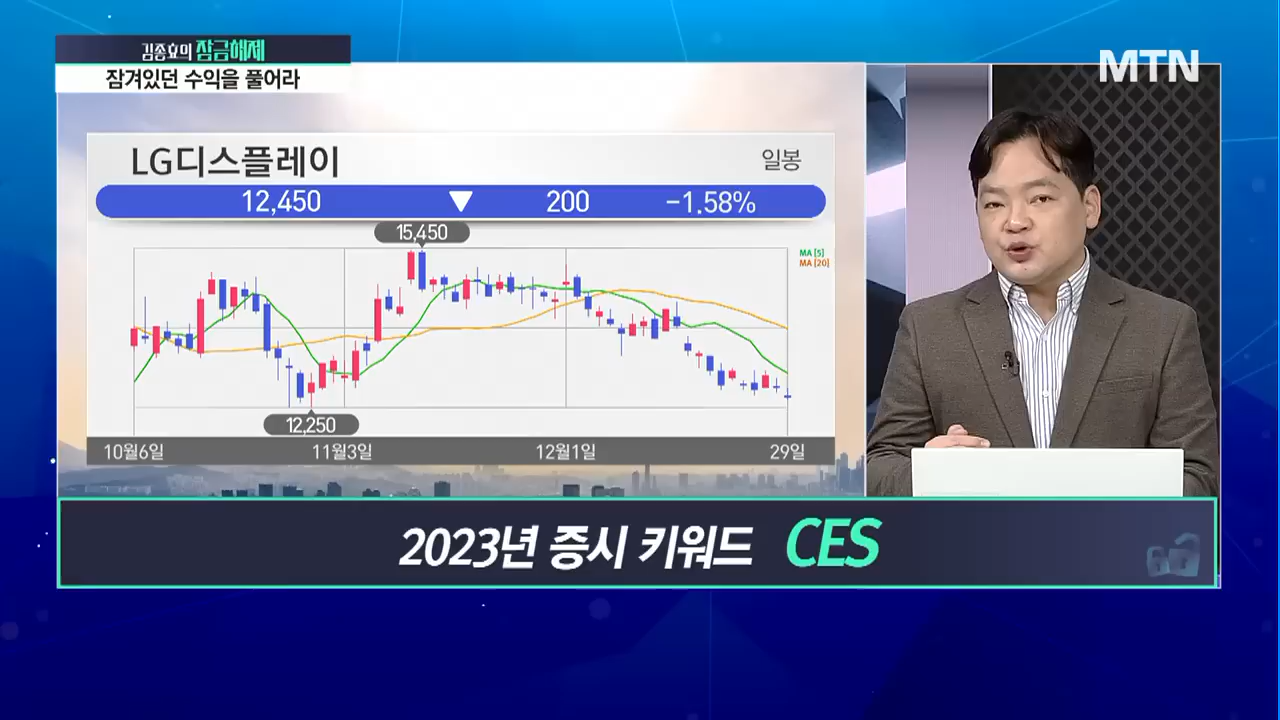 김종효의 잠금해제
잠겨있던 수익을 풀어라
MTN
LG디스플레이
일봉
12,450 ▼ 200 -1.58%
15,450
MA [5]
MA [20]
12,250
10월6일 11월3일 12월1일 29일
2023년 증시 키워드 CES